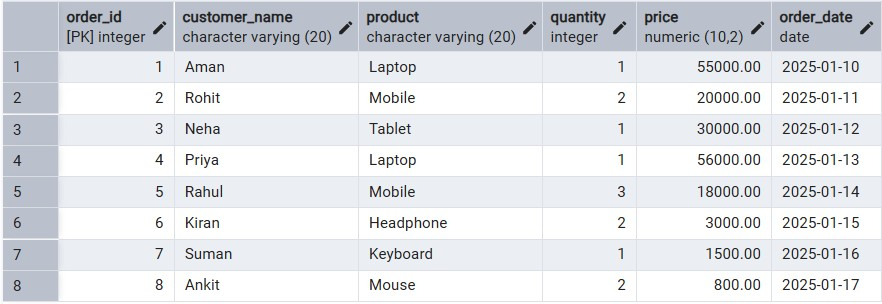 order_id customer_name product quantity price order_date
[PK] integer character varying (20) character varying (20) integer numeric (10,2) date
1 1 Aman Laptop 1 55000.00 2025-01-10
2 2 Rohit Mobile 2 20000.00 2025-01-11
3 3 Neha Tablet 1 30000.00 2025-01-12
4 4 Priya Laptop 1 56000.00 2025-01-13
5 5 Rahul Mobile 3 18000.00 2025-01-14
6 6 Kiran Headphone 2 3000.00 2025-01-15
7 7 Suman Keyboard 1 1500.00 2025-01-16
8 8 Ankit Mouse 2 800.00 2025-01-17